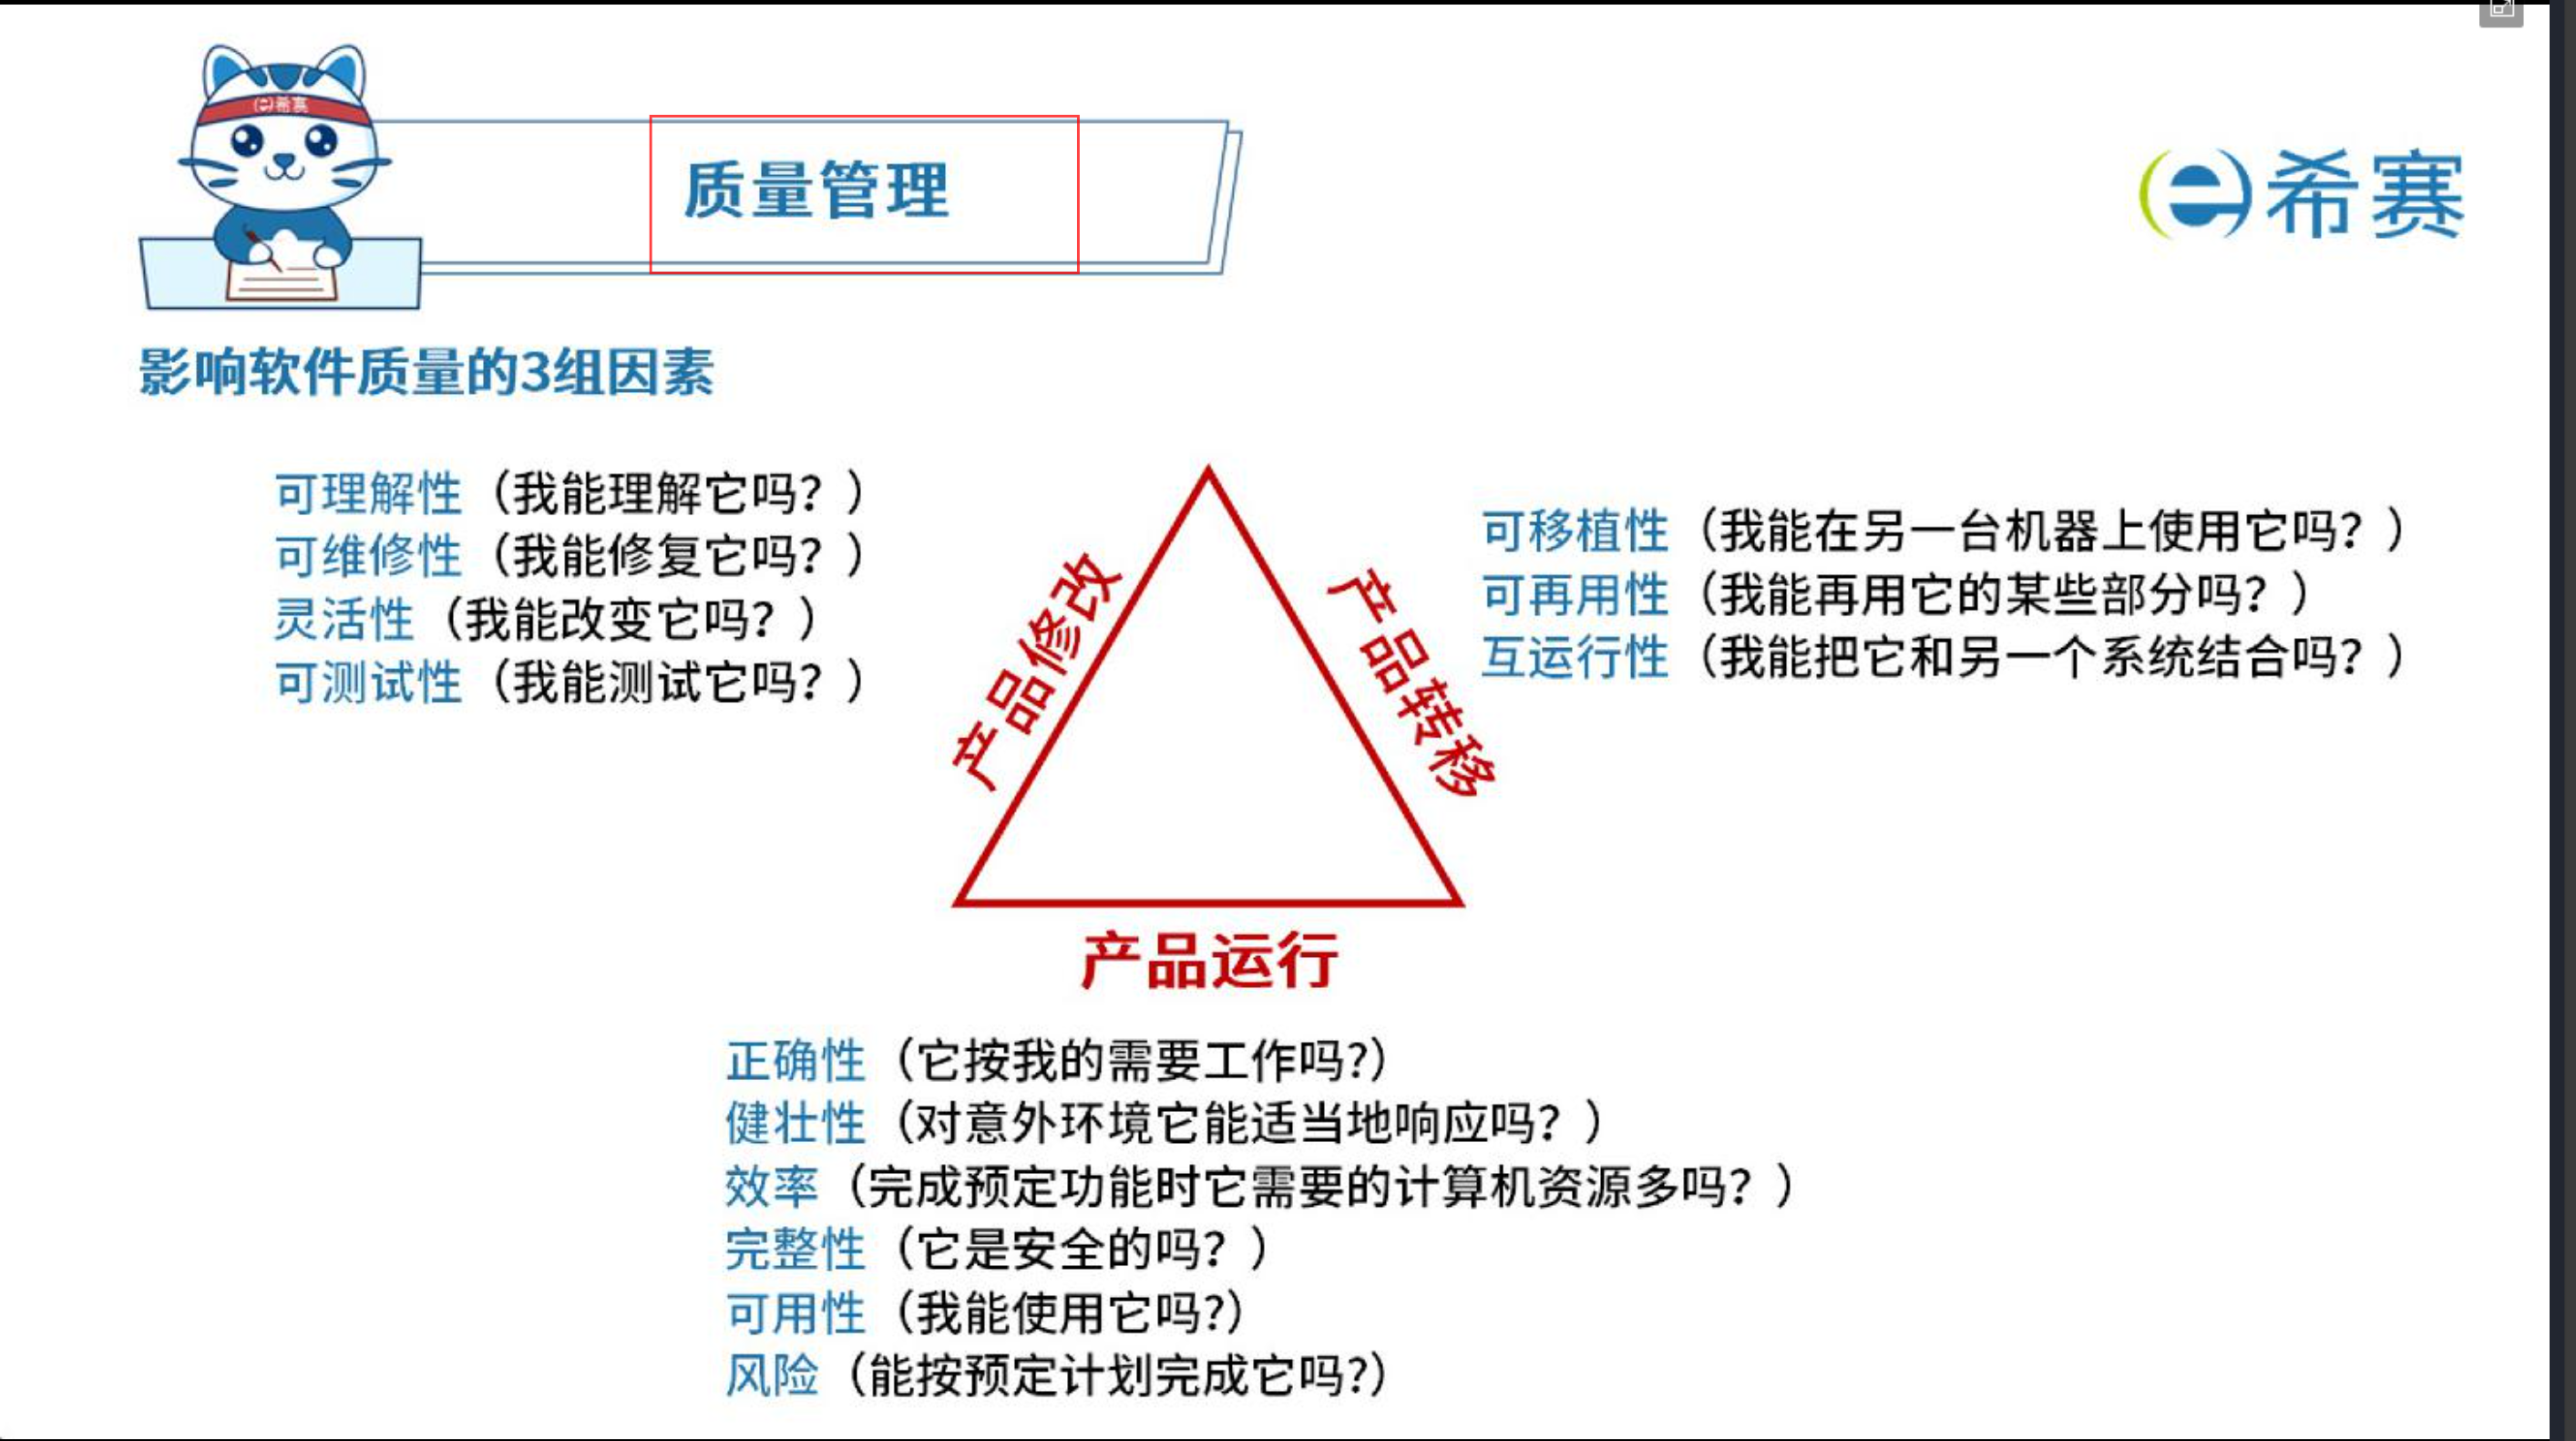 希赛
质量管理
希赛
影响软件质量的3组因素
可理解性（我能理解它吗？）
可维修性（我能修复它吗？）
灵活性（我能改变它吗？）
可测试性（我能测试它吗？）
产品修改
产品转移
可移植性（我能在另一台机器上使用它吗？）
可再用性（我能再用它的某些部分吗？）
互运行性（我能把它和另一个系统结合吗？）
产品运行
正确性（它按我的需要工作吗?）
健壮性（对意外环境它能适当地响应吗？）
效率（完成预定功能时它需要的计算机资源多吗？）
完整性（它是安全的吗？）
可用性（我能使用它吗?）
风险（能按预定计划完成它吗?）